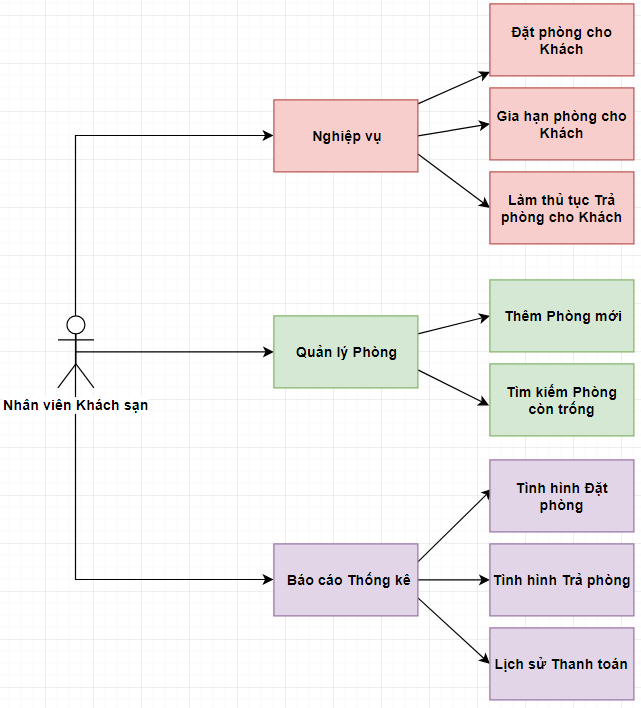 Đặt phòng cho
Khách
Nghiệp vụ
Gia hạn phòng cho
Khách
Làm thủ tục Trả
phòng cho Khách
Thêm Phòng mới
Quản lý Phòng
Tìm kiếm Phòng
còn trống
Nhân viên Khách sạn
Tình hình Đặt
phòng
Báo cáo Thống kê
Tình hình Trả phòng
Lịch sử Thanh toán